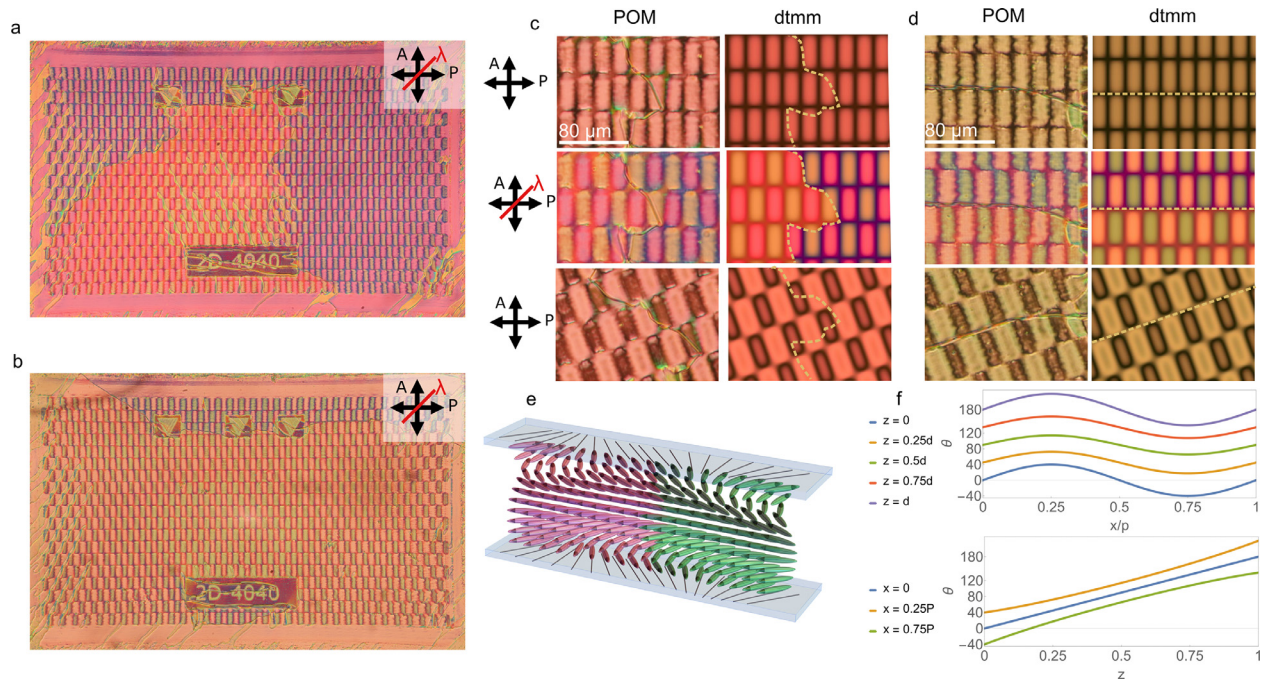 a
A
λ
P
2D-4040
b
A
λ
P
2D-4040
c
POM
dtmm
A
P
80 µm
A
λ
P
A
P
d
POM
dtmm
80 µm
e
f
z = 0
z = 0.25d
z = 0.5d
z = 0.75d
z = d
θ
180
120
80
40
0
−40
0
0.25
0.5
0.75
1
x/p
x = 0
x = 0.25P
x = 0.75P
θ
180
120
80
40
0
−40
0
0.25
0.50
0.75
1
z